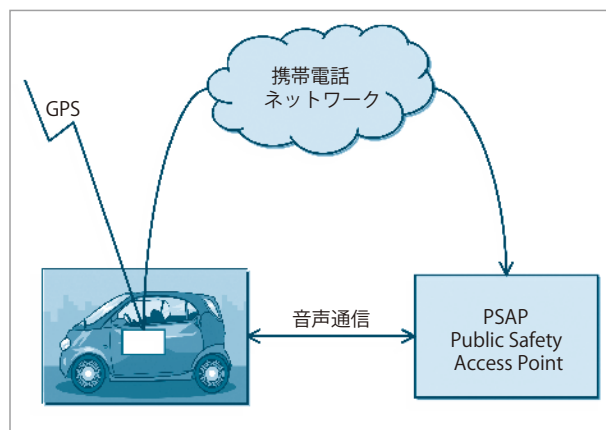 GPS
携帯電話
ネットワーク
音声通信
PSAP
Public Safety
Access Point